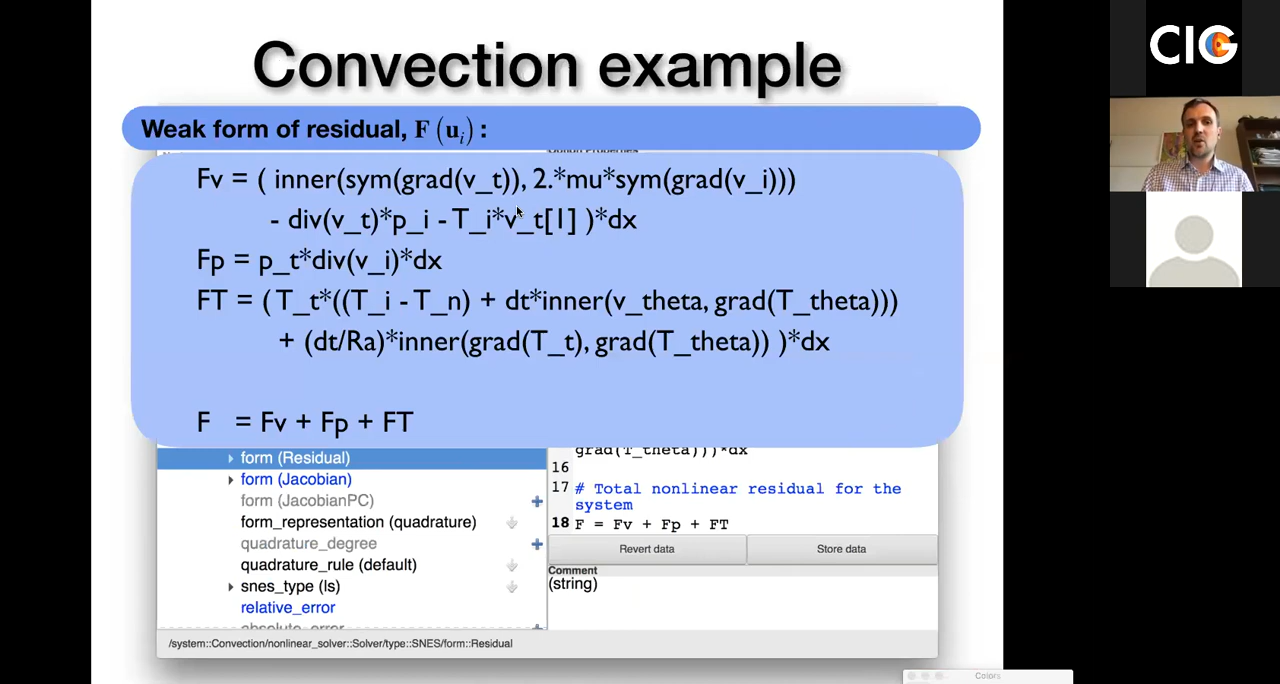 Convection example
CIG
Weak form of residual, F (u_i) :
Fv = ( inner(sym(grad(v_t)), 2.*mu*sym(grad(v_i)))
- div(v_t)*p_i - T_i*v_t[1] )*dx
Fp = p_t*div(v_i)*dx
FT = ( T_t*((T_i - T_n) + dt*inner(v_theta, grad(T_theta)))
+ (dt/Ra)*inner(grad(T_t), grad(T_theta)) )*dx
F = Fv + Fp + FT
form (Residual)
form (Jacobian)
form (JacobianPC)
form_representation (quadrature)
quadrature_degree
quadrature_rule (default)
snes_type (ls)
relative_error
absolute_error
grad(T_theta)))*dx
16
17 # Total nonlinear residual for the
system
18 F = Fv + Fp + FT
Revert data
Store data
Comment
(string)
/system::Convection/nonlinear_solver::Solver/type::SNES/form::Residual
Colors